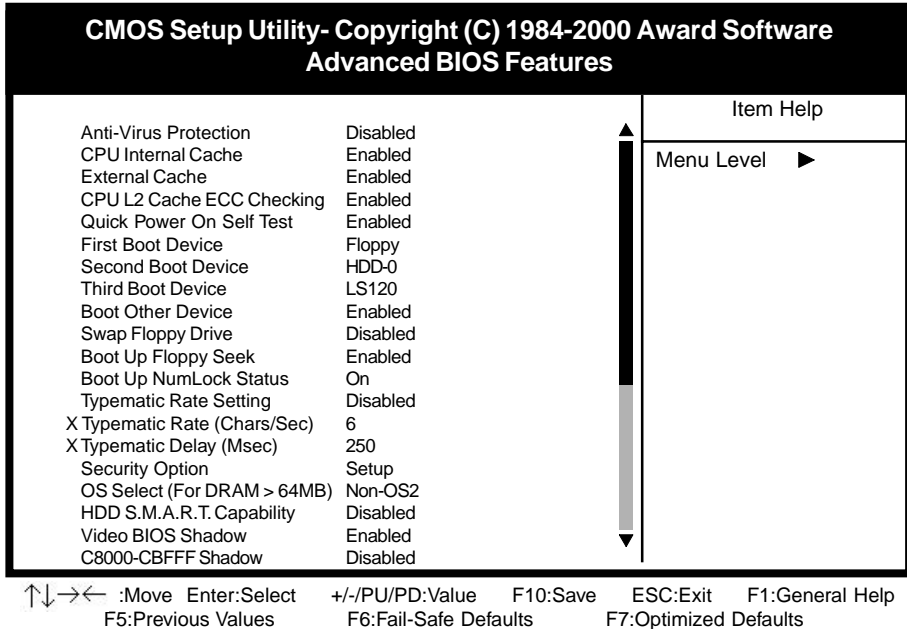 CMOS Setup Utility- Copyright (C) 1984-2000 Award Software
Advanced BIOS Features
Item Help
Menu Level ►
Anti-Virus Protection Disabled
CPU Internal Cache Enabled
External Cache Enabled
CPU L2 Cache ECC Checking Enabled
Quick Power On Self Test Enabled
First Boot Device Floppy
Second Boot Device HDD-0
Third Boot Device LS120
Boot Other Device Enabled
Swap Floppy Drive Disabled
Boot Up Floppy Seek Enabled
Boot Up NumLock Status On
Typematic Rate Setting Disabled
X Typematic Rate (Chars/Sec) 6
X Typematic Delay (Msec) 250
Security Option Setup
OS Select (For DRAM > 64MB) Non-OS2
HDD S.M.A.R.T. Capability Disabled
Video BIOS Shadow Enabled
C8000-CBFFF Shadow Disabled
↑↓→← :Move Enter:Select +/-/PU/PD:Value F10:Save ESC:Exit F1:General Help
F5:Previous Values F6:Fail-Safe Defaults F7:Optimized Defaults